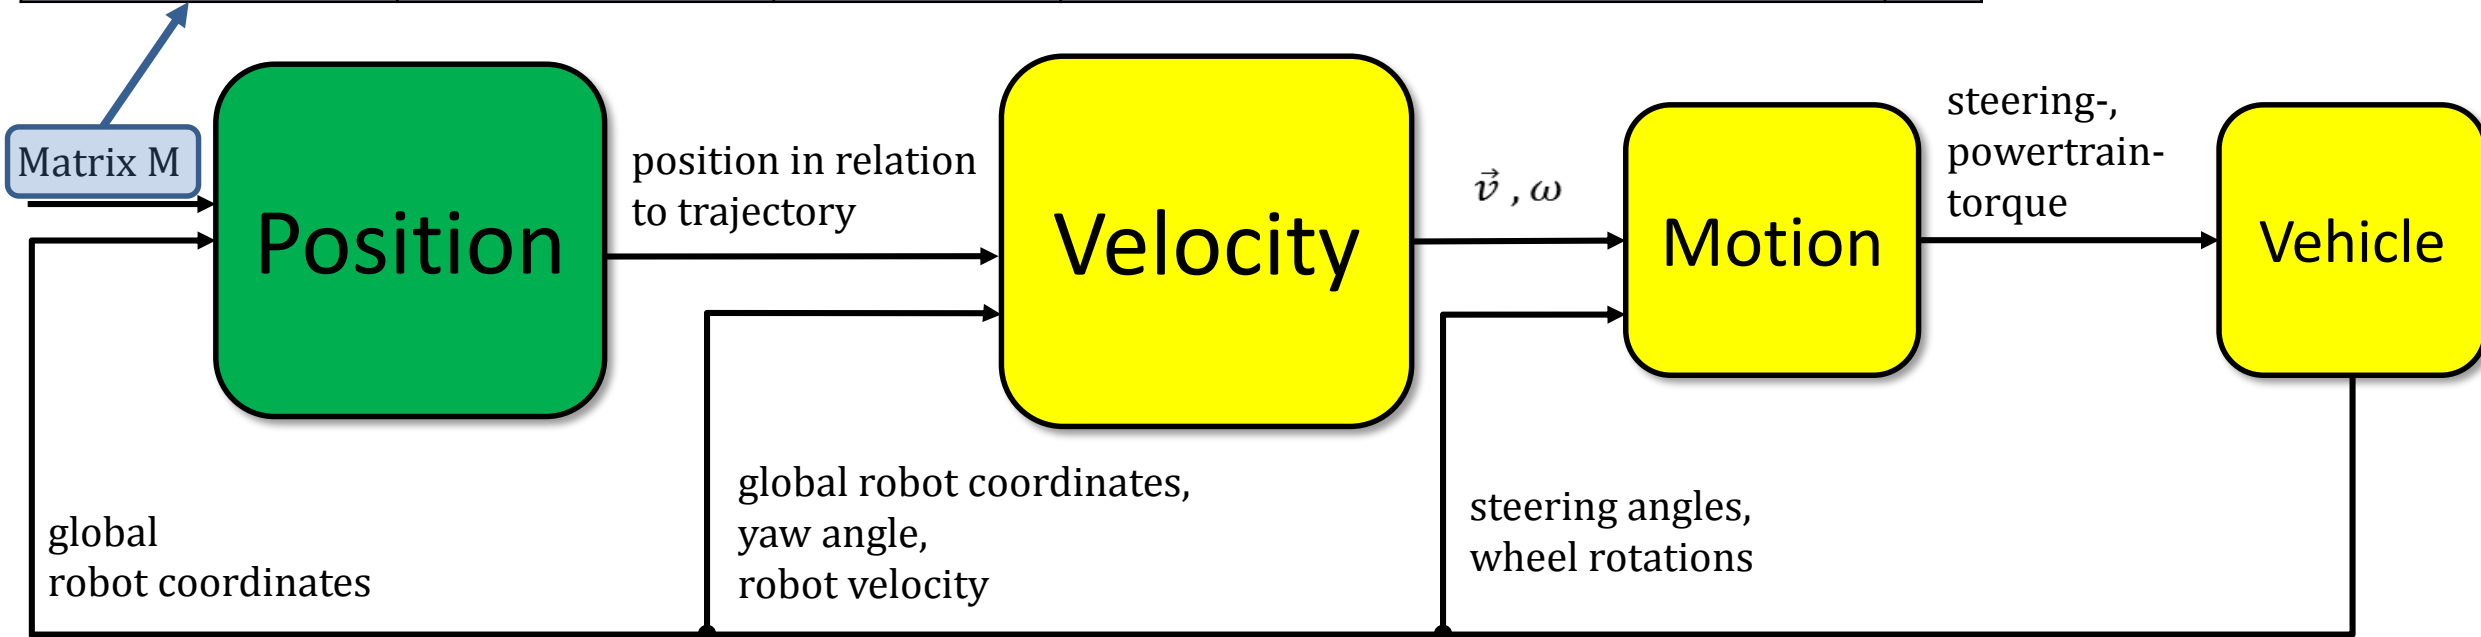 Matrix M
Position
position in relation
to trajectory
Velocity
v⃗ , ω
Motion
steering-,
powertrain-
torque
Vehicle
global
robot coordinates
global robot coordinates,
yaw angle,
robot velocity
steering angles,
wheel rotations